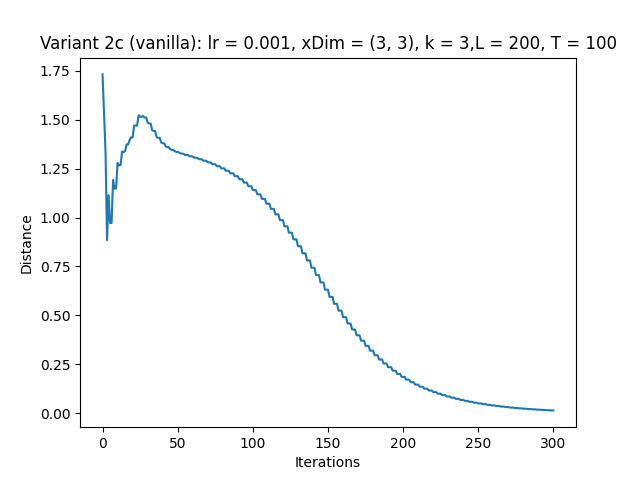 Variant 2c (vanilla): lr = 0.001, xDim = (3, 3), k = 3,L = 200, T = 100
1.75
1.50
1.25
1.00
0.75
0.50
0.25
0.00
Distance
0 50 100 150 200 250 300
Iterations